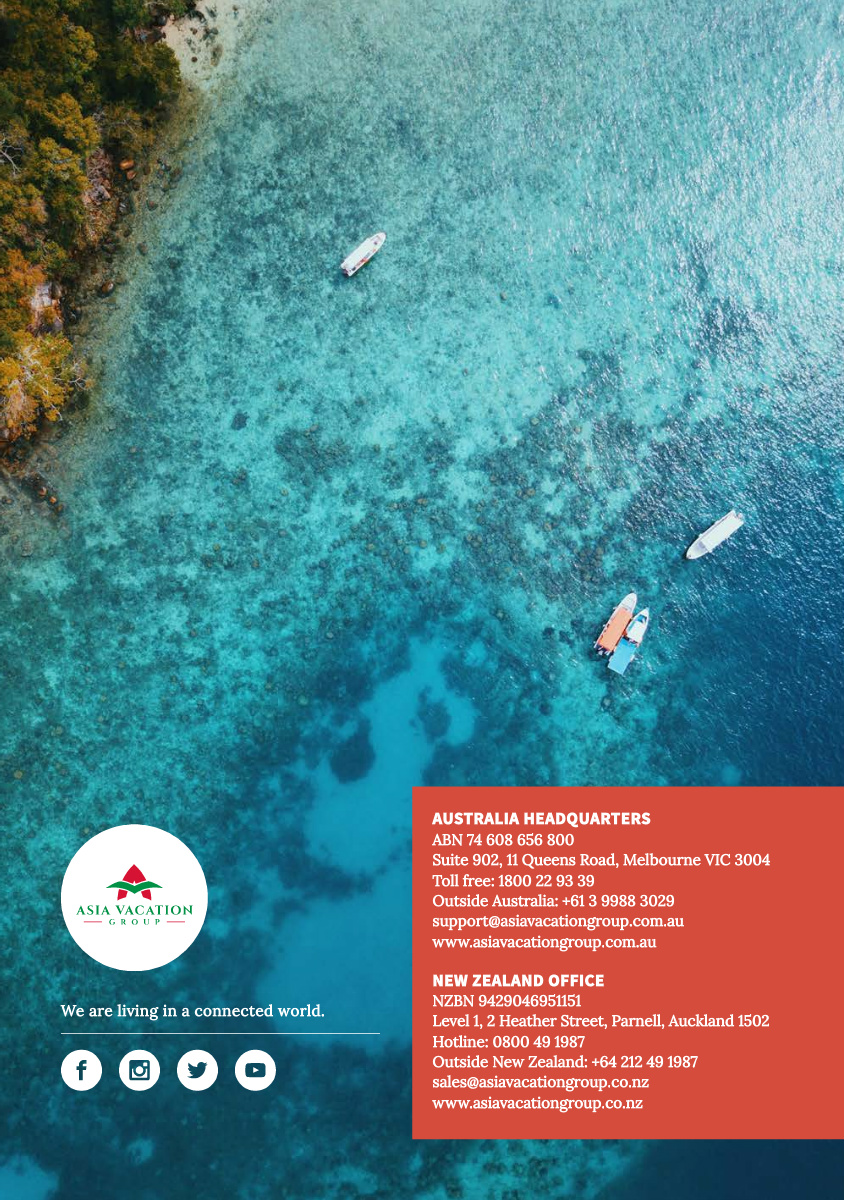 AUSTRALIA HEADQUARTERS
ABN 74 608 656 800
Suite 902, 11 Queens Road, Melbourne VIC 3004
Toll free: 1800 22 93 39
Outside Australia: +61 3 9988 3029
support@asiavacationgroup.com.au
www.asiavacationgroup.com.au
NEW ZEALAND OFFICE
NZBN 9429046951151
Level 1, 2 Heather Street, Parnell, Auckland 1502
Hotline: 0800 49 1987
Outside New Zealand: +64 212 49 1987
sales@asiavacationgroup.co.nz
www.asiavacationgroup.co.nz
ASIA VACATION
GROUP
We are living in a connected world.